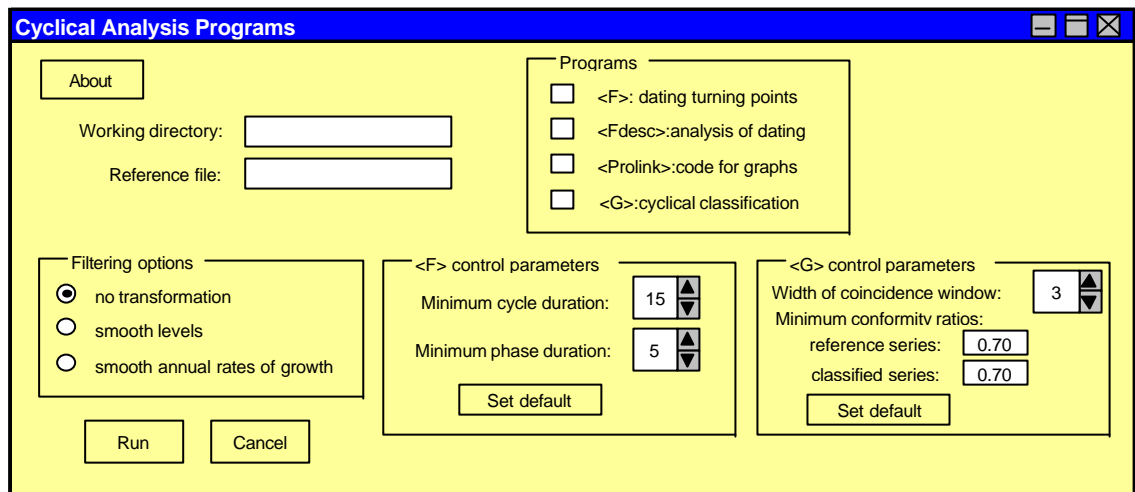 Cyclical Analysis Programs
About
Working directory:
Reference file:
Programs
<F>: dating turning points
<Fdesc>:analysis of dating
<Prolink>:code for graphs
<G>:cyclical classification
Filtering options
no transformation
smooth levels
smooth annual rates of growth
<F> control parameters
Minimum cycle duration: 15
Minimum phase duration: 5
Set default
<G> control parameters
Width of coincidence window: 3
Minimum conformity ratios:
reference series: 0.70
classified series: 0.70
Set default
Run
Cancel